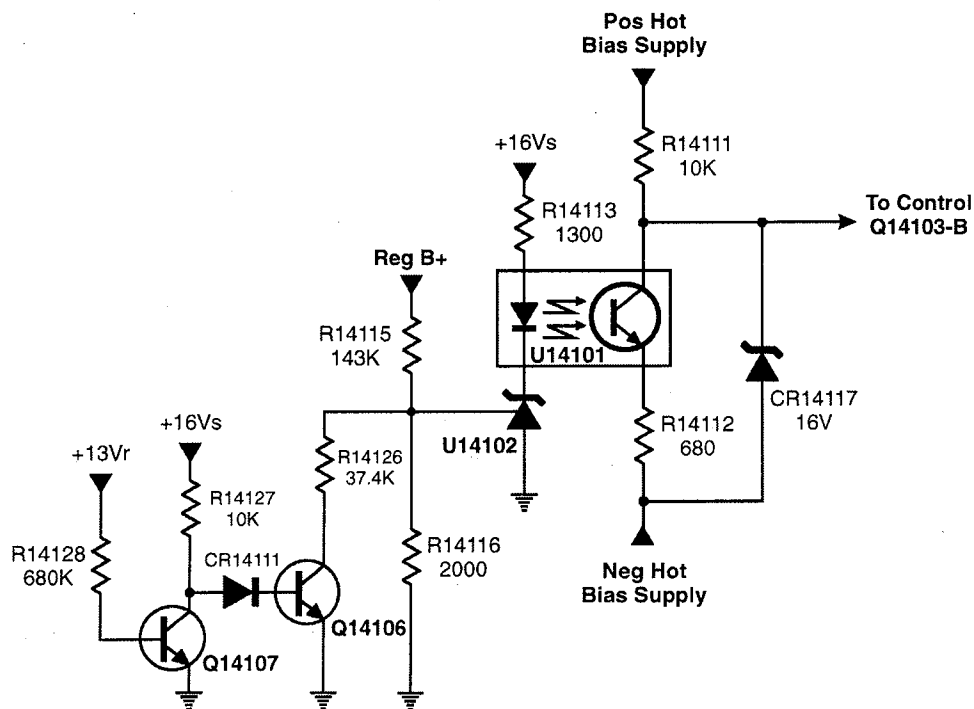 Pos Hot
Bias Supply
R14111
10K
+16Vs
R14113
1300
To Control
Q14103-B
Reg B+
R14115
143K
U14101
CR14117
16V
U14102
R14112
680
+16Vs
+13Vr
R14126
37.4K
R14127
10K
R14128
680K
CR14111
R14116
2000
Neg Hot
Bias Supply
Q14106
Q14107